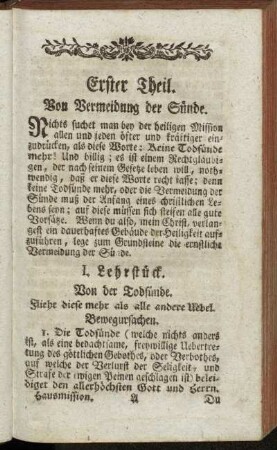 Erster Theil.
Von Vermeidung der Sünde.
Nichts suchet man bey der heiligen Mission
allen und jeden öfter und kräftiger ein-
zudrücken, als diese Worte: Keine Todsünde
mehr! Und billig; es ist einem Rechtglaubi-
gen, der nach seinem Gesetze leben will, noth-
wendig, daß er diese Worte recht fasse; dann
keine Todsünde mehr, oder die Vermeidung der
Sünde muß der Anfang eines christlichen Le-
bens seyn; auf diese müssen sich steifen alle gute
Vorsätze. Wenn du also, mein Christ, verlan-
gest ein dauerhaftes Gebäude der Heiligkeit aufz
zuführen, lege zum Grundsteine die ernstliche
Vermeidung der Sünde.
I. Lehrstück.
Von der Todsünde.
Fliehe diese mehr als alle andere Uebel.
Bewegursachen.
1. Die Todsünde (welche nichts anders
ist, als eine bedachtsame, freywillige Uebertre-
tung des göttlichen Gebothes, oder Verbothes,
auf welche der Verlurst der Seligkeit, und
Strafe der ewigen Peinen geschlagen ist) belei-
diget den allerhöchsten Gott und Herrn.
Hausmission. A Du